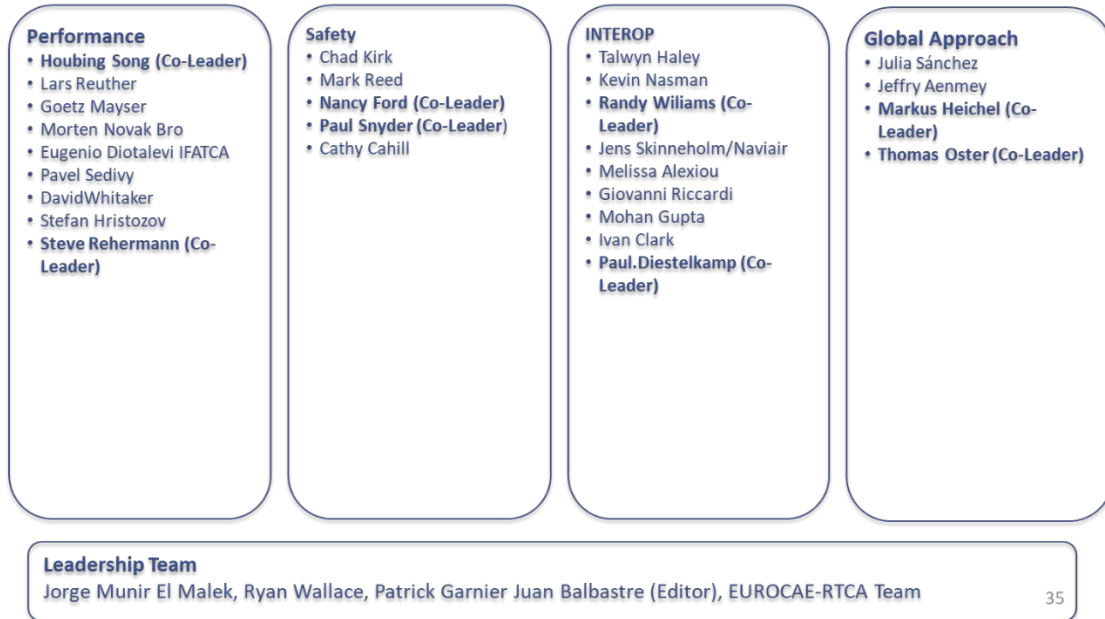 Performance
• Houbing Song (Co-Leader)
• Lars Reuther
• Goetz Mayser
• Morten Novak Bro
• Eugenio Diotalevi IFATCA
• Pavel Sedivy
• DavidWhitaker
• Stefan Hristozov
• Steve Rehermann (Co-
Leader)
Safety
• Chad Kirk
• Mark Reed
• Nancy Ford (Co-Leader)
• Paul Snyder (Co-Leader)
• Cathy Cahill
INTEROP
• Talwyn Haley
• Kevin Nasman
• Randy Wiliams (Co-
Leader)
• Jens Skinneholm/Naviair
• Melissa Alexiou
• Giovanni Riccardi
• Mohan Gupta
• Ivan Clark
• Paul.Diestelkamp (Co-
Leader)
Global Approach
• Julia Sánchez
• Jeffry Aenmey
• Markus Heichel (Co-
Leader)
• Thomas Oster (Co-Leader)
Leadership Team
Jorge Munir El Malek, Ryan Wallace, Patrick Garnier Juan Balbastre (Editor), EUROCAE-RTCA Team
35